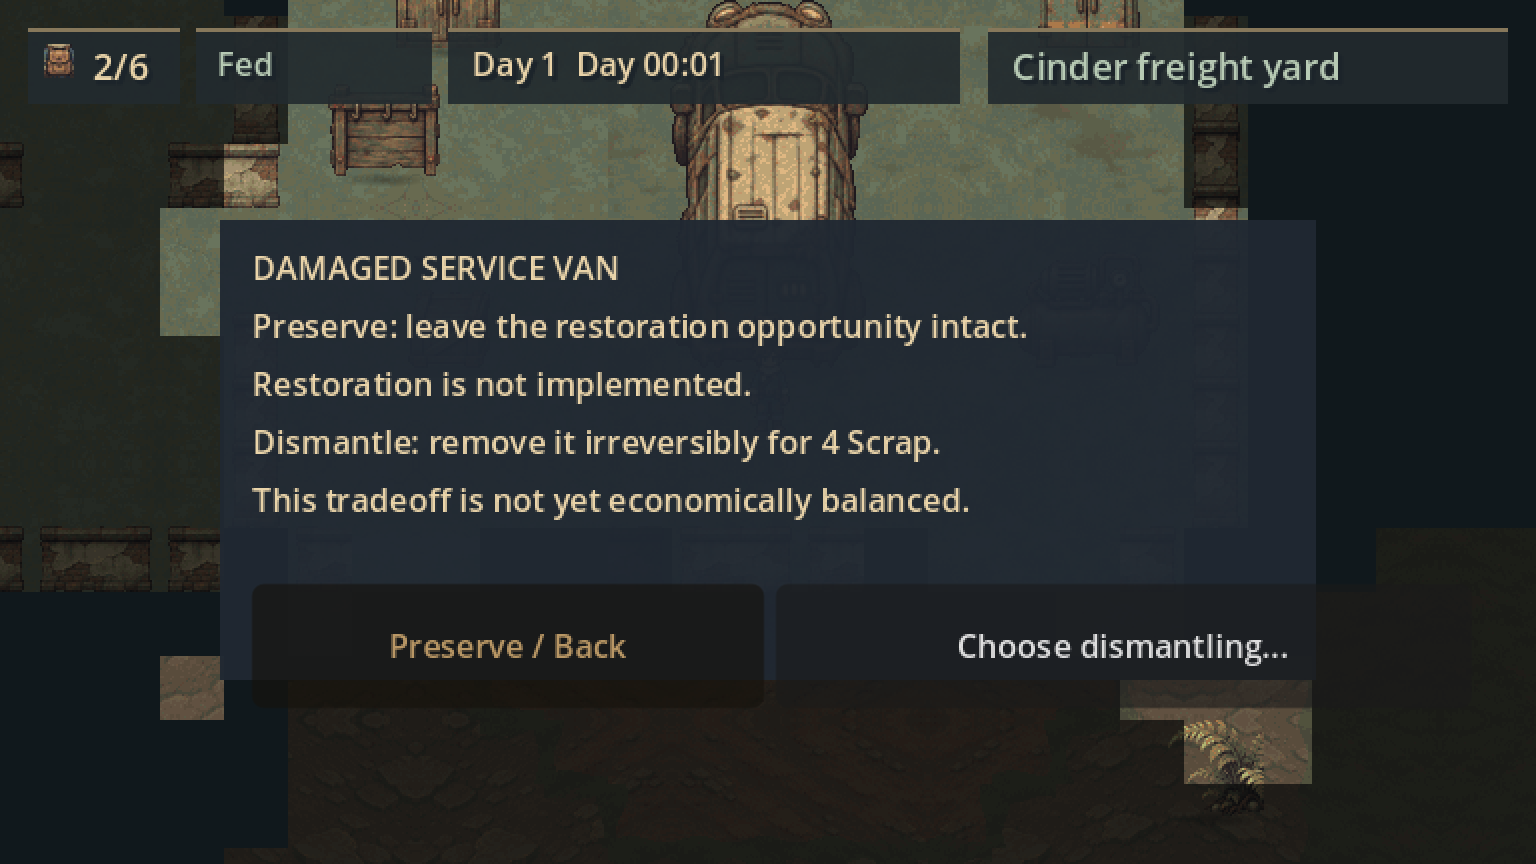 2/6
Fed
Day 1 Day 00:01
Cinder freight yard
DAMAGED SERVICE VAN
Preserve: leave the restoration opportunity intact.
Restoration is not implemented.
Dismantle: remove it irreversibly for 4 Scrap.
This tradeoff is not yet economically balanced.
Preserve / Back
Choose dismantling...